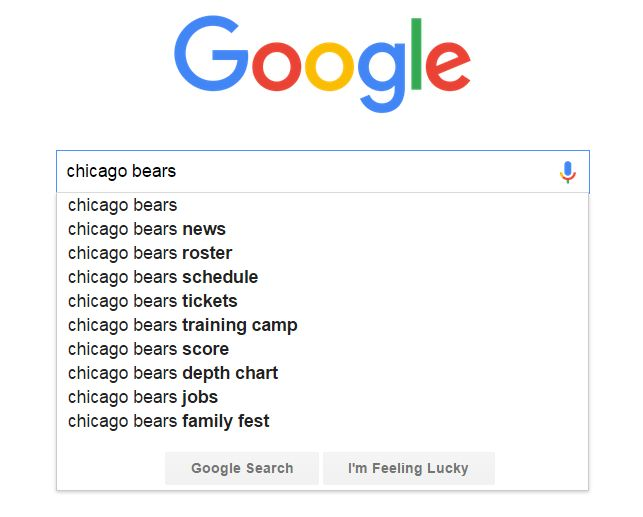 Google
chicago bears
chicago bears
chicago bears news
chicago bears roster
chicago bears schedule
chicago bears tickets
chicago bears training camp
chicago bears score
chicago bears depth chart
chicago bears jobs
chicago bears family fest
Google Search I'm Feeling Lucky